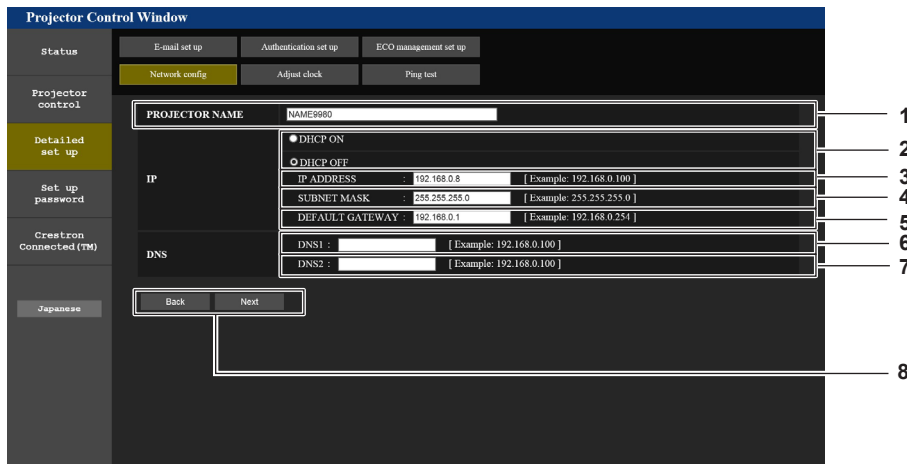 Projector Control Window
Status
E-mail set up
Authentication set up
ECO management set up
Network config
Adjust clock
Ping test
Projector
control
Detailed
set up
Set up
password
Crestron
Connected(TM)
Japanese
PROJECTOR NAME
NAME9980
1
IP
DHCP ON
DHCP OFF
2
IP ADDRESS : 192.168.0.8 [ Example: 192.168.0.100 ]
3
SUBNET MASK : 255.255.255.0 [ Example: 255.255.255.0 ]
4
DEFAULT GATEWAY : 192.168.0.1 [ Example: 192.168.0.254 ]
5
DNS
DNS1 : [ Example: 192.168.0.100 ]
6
DNS2 : [ Example: 192.168.0.100 ]
7
Back
Next
8